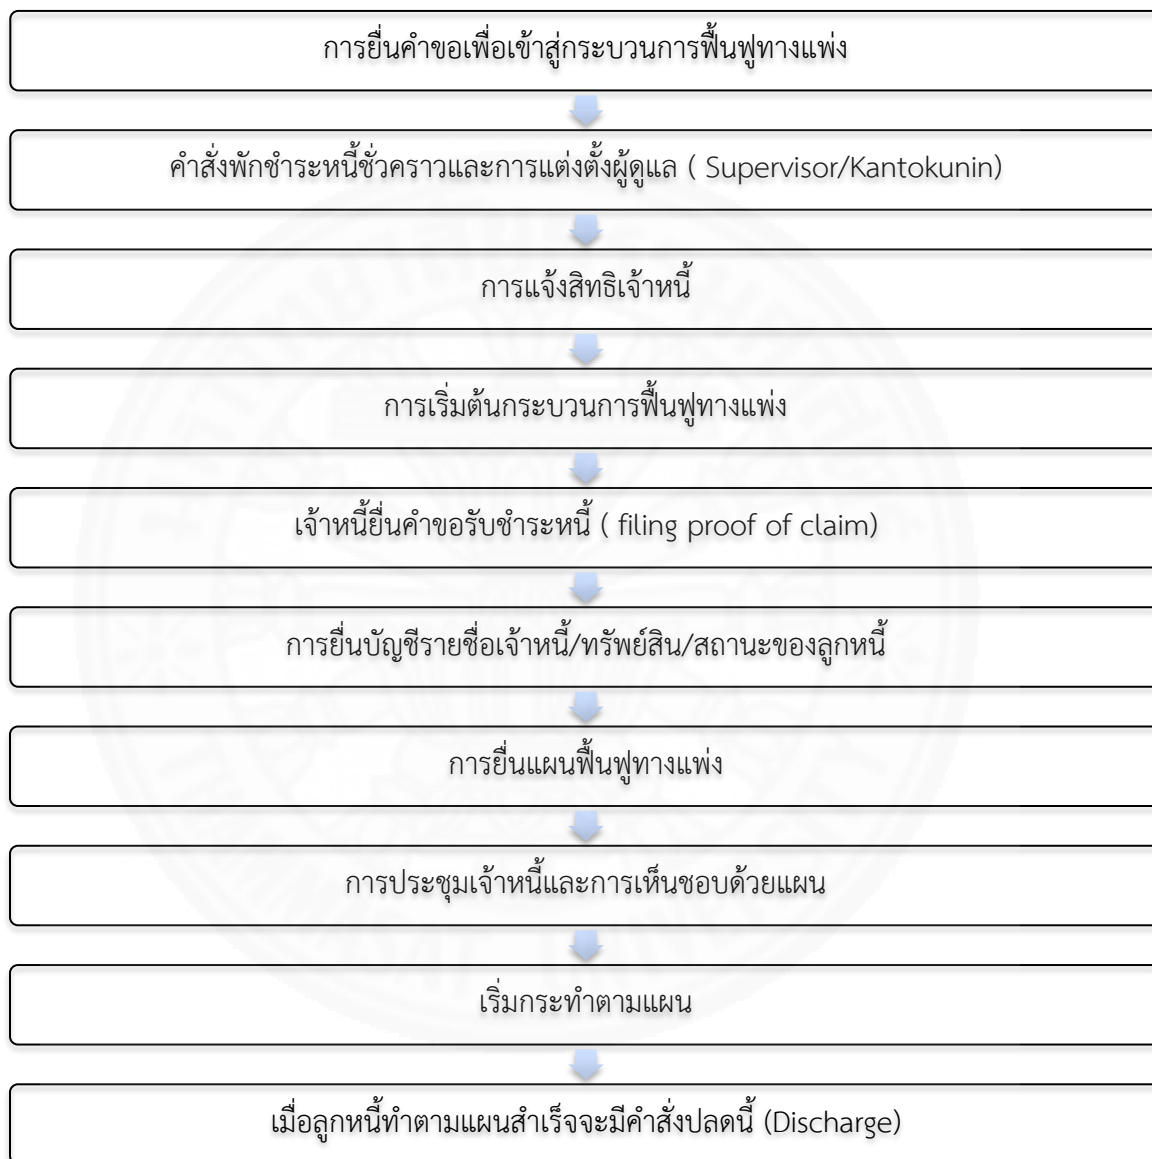 การยื่นคำขอเพื่อเข้าสู่กระบวนการฟื้นฟูทางแพ่ง
คำสั่งพักชำระหนี้ชั่วคราวและการแต่งตั้งผู้ดูแล ( Supervisor/Kantokunin)
การแจ้งสิทธิเจ้าหนี้
การเริ่มต้นกระบวนการฟื้นฟูทางแพ่ง
เจ้าหนี้ยื่นคำขอรับชำระหนี้ ( filing proof of claim)
การยื่นบัญชีรายชื่อเจ้าหนี้/ทรัพย์สิน/สถานะของลูกหนี้
การยื่นแผนฟื้นฟูทางแพ่ง
การประชุมเจ้าหนี้และการเห็นชอบด้วยแผน
เริ่มกระทำตามแผน
เมื่อลูกหนี้ทำตามแผนสำเร็จจะมีคำสั่งปลดนี้ (Discharge)